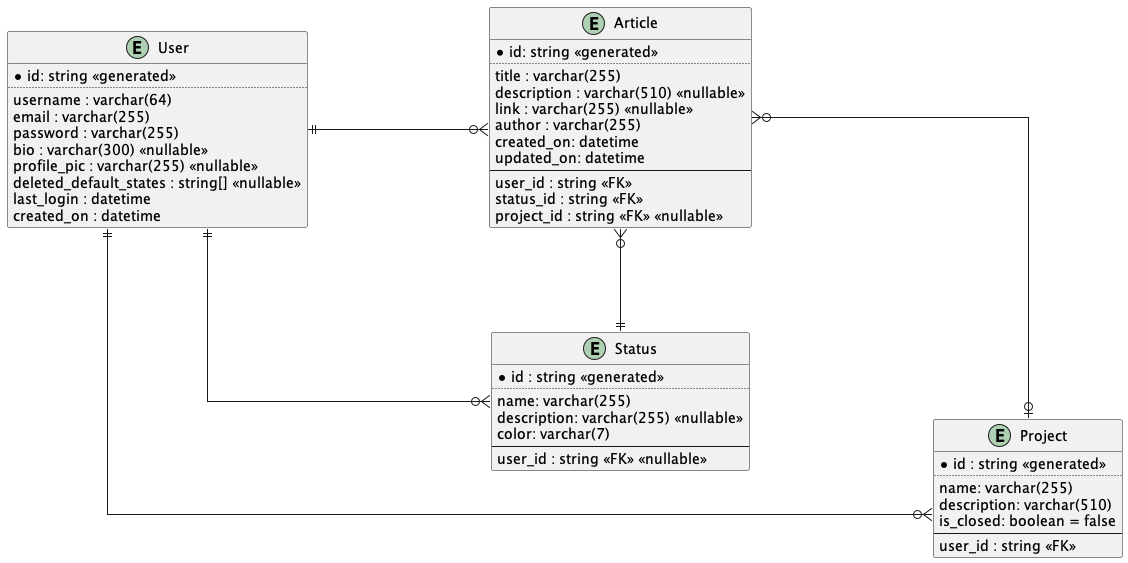 E User
* id: string «generated»
username : varchar(64)
email : varchar(255)
password : varchar(255)
bio : varchar(300) «nullable»
profile_pic : varchar(255) «nullable»
deleted_default_states : string[] «nullable»
last_login : datetime
created_on : datetime
E Article
* id: string «generated»
title : varchar(255)
description : varchar(510) «nullable»
link : varchar(255) «nullable»
author : varchar(255)
created_on: datetime
updated_on: datetime
user_id : string «FK»
status_id : string «FK»
project_id : string «FK» «nullable»
E Status
* id : string «generated»
name: varchar(255)
description: varchar(255) «nullable»
color: varchar(7)
user_id : string «FK» «nullable»
E Project
* id : string «generated»
name: varchar(255)
description: varchar(510)
is_closed: boolean = false
user_id : string «FK»